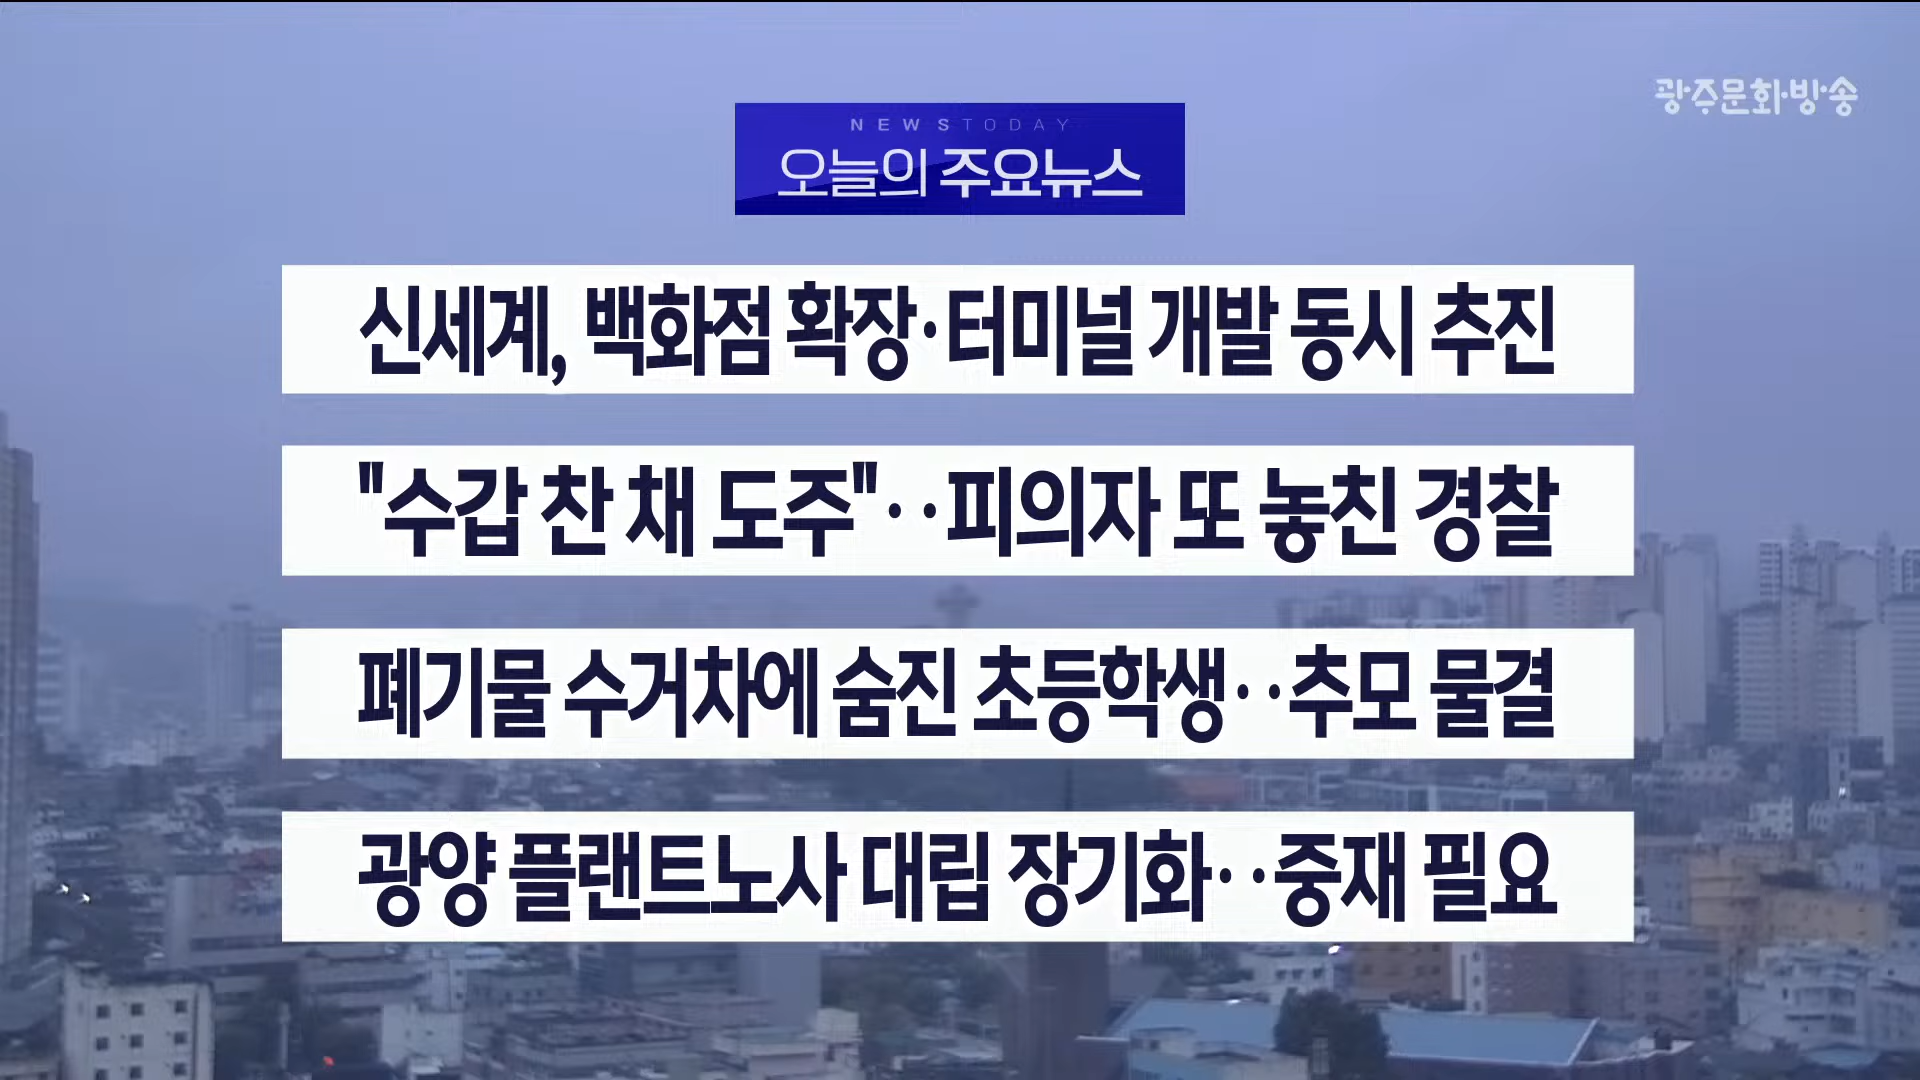 광주문화방송
NEWSTODAY
오늘의 주요뉴스
신세계, 백화점 확장·터미널 개발 동시 추진
"수갑 찬 채 도주"‥피의자 또 놓친 경찰
폐기물 수거차에 숨진 초등학생‥추모 물결
광양 플랜트노사 대립 장기화‥중재 필요